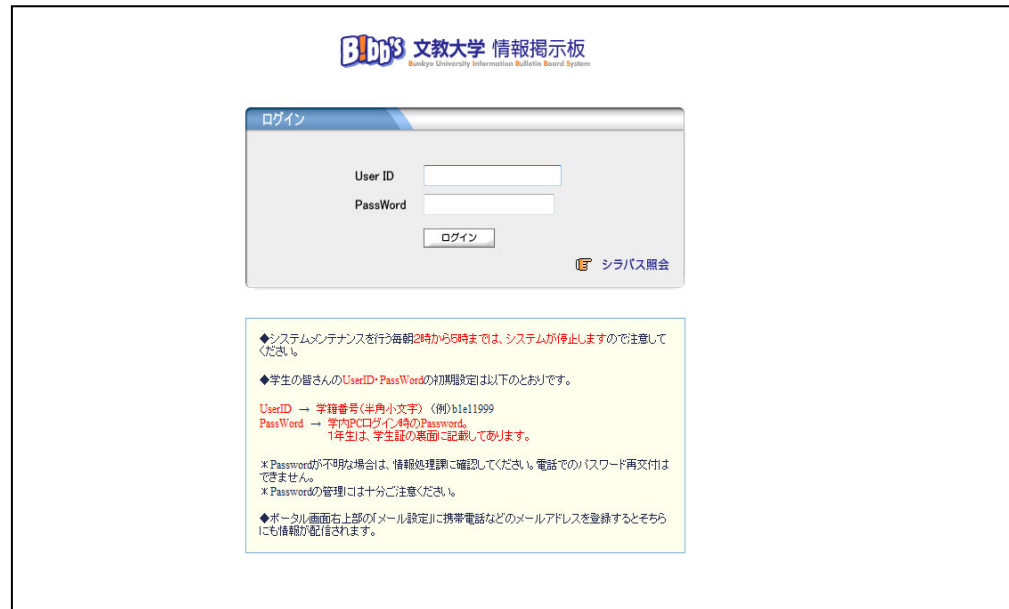 B!bb's 文教大学 情報掲示板
Bunkyo University Information Bulletin Board System
ログイン
User ID
PassWord
ログイン
シラバス照会
◆システムメンテナンスを行う毎朝2時から5時までは、システムが停止しますので注意して
ください。
◆学生の皆さんのUserID・PassWordの初期設定は以下のとおりです。
UserID → 学籍番号(半角小文字) (例)b1e11999
PassWord → 学内PCログイン時のPassword。
1年生は、学生証の裏面に記載してあります。
＊Passwordが不明な場合は、情報処理課に確認してください。電話でのパスワード再交付は
できません。
＊Passwordの管理には十分ご注意ください。
◆ポータル画面右上部の「メール設定」に携帯電話などのメールアドレスを登録するとそちら
にも情報が配信されます。